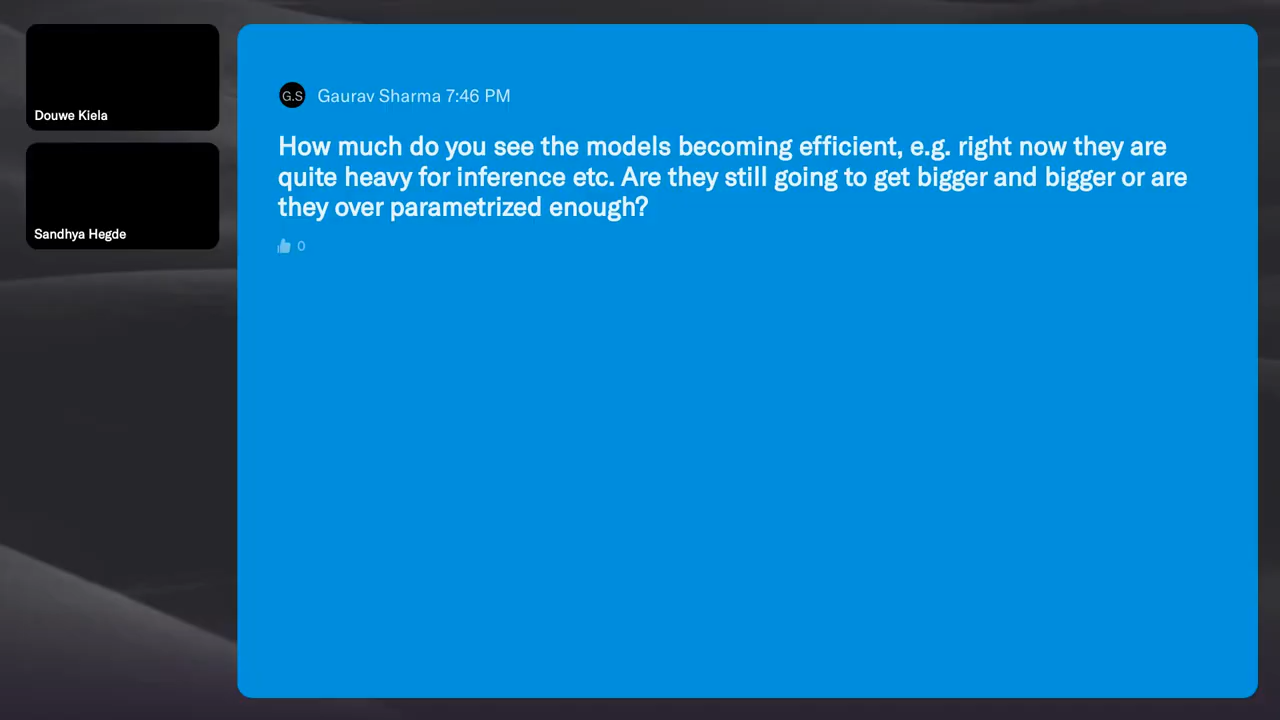 Douwe Kiela
Sandhya Hegde
G.S Gaurav Sharma 7:46 PM
How much do you see the models becoming efficient, e.g. right now they are
quite heavy for inference etc. Are they still going to get bigger and bigger or are
they over parametrized enough?
0